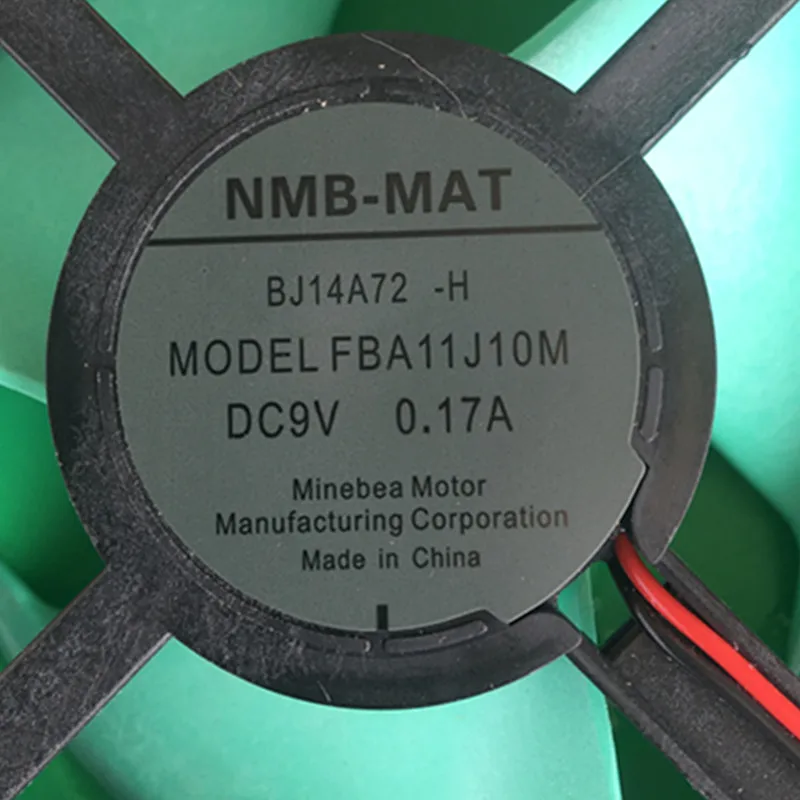 NMB-MAT
BJ14A72 -H
MODEL FBA11J10M
DC9V 0.17A
Minebea Motor
Manufacturing Corporation
Made in China